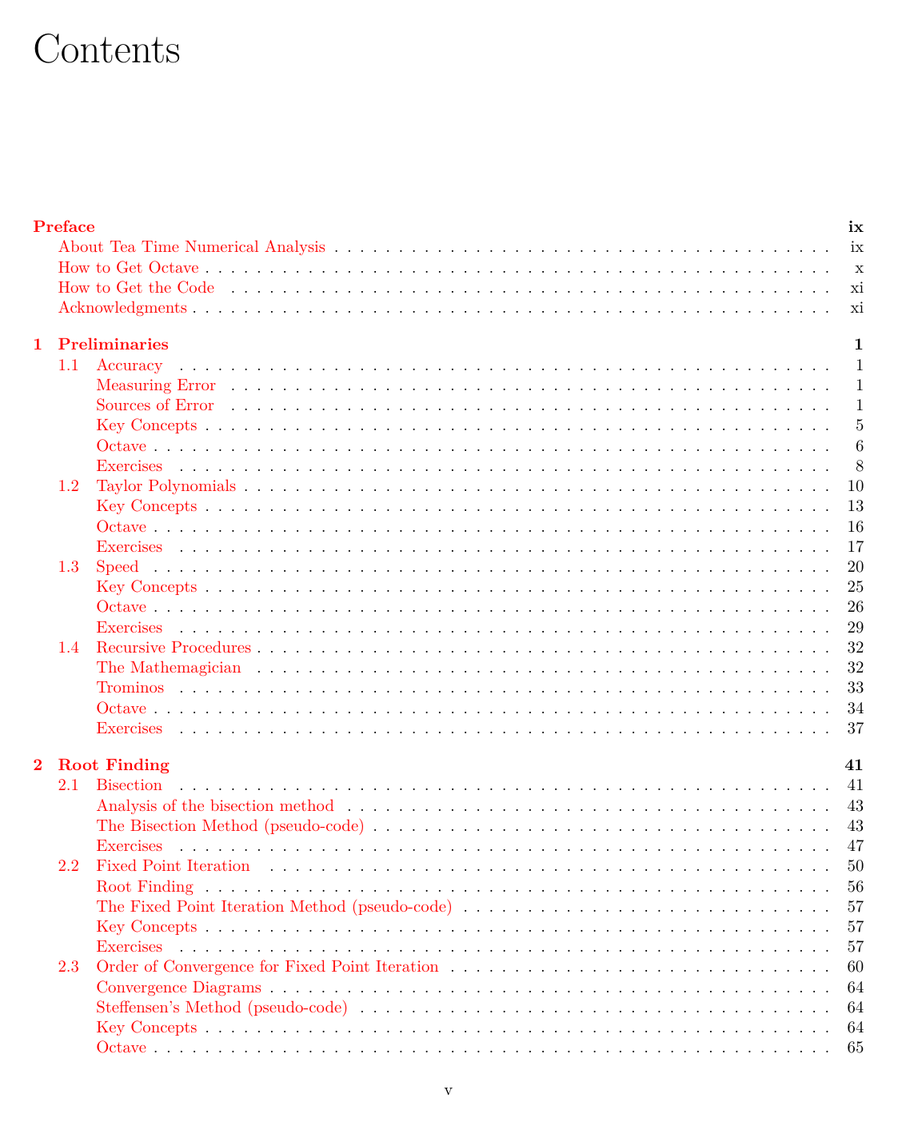 Contents
Preface ix
About Tea Time Numerical Analysis . . . . . . . . . . . . . . . . . . . . . . . . . . . . . . . . . . . . . . . ix
How to Get Octave . . . . . . . . . . . . . . . . . . . . . . . . . . . . . . . . . . . . . . . . . . . . . . . . . x
How to Get the Code . . . . . . . . . . . . . . . . . . . . . . . . . . . . . . . . . . . . . . . . . . . . . . . xi
Acknowledgments . . . . . . . . . . . . . . . . . . . . . . . . . . . . . . . . . . . . . . . . . . . . . . . . . . xi
1 Preliminaries 1
1.1 Accuracy . . . . . . . . . . . . . . . . . . . . . . . . . . . . . . . . . . . . . . . . . . . . . . . . . . . 1
Measuring Error . . . . . . . . . . . . . . . . . . . . . . . . . . . . . . . . . . . . . . . . . . . . . . . 1
Sources of Error . . . . . . . . . . . . . . . . . . . . . . . . . . . . . . . . . . . . . . . . . . . . . . . 1
Key Concepts . . . . . . . . . . . . . . . . . . . . . . . . . . . . . . . . . . . . . . . . . . . . . . . . . 5
Octave . . . . . . . . . . . . . . . . . . . . . . . . . . . . . . . . . . . . . . . . . . . . . . . . . . . . . 6
Exercises . . . . . . . . . . . . . . . . . . . . . . . . . . . . . . . . . . . . . . . . . . . . . . . . . . . 8
1.2 Taylor Polynomials . . . . . . . . . . . . . . . . . . . . . . . . . . . . . . . . . . . . . . . . . . . . . . 10
Key Concepts . . . . . . . . . . . . . . . . . . . . . . . . . . . . . . . . . . . . . . . . . . . . . . . . . 13
Octave . . . . . . . . . . . . . . . . . . . . . . . . . . . . . . . . . . . . . . . . . . . . . . . . . . . . . 16
Exercises . . . . . . . . . . . . . . . . . . . . . . . . . . . . . . . . . . . . . . . . . . . . . . . . . . . 17
1.3 Speed . . . . . . . . . . . . . . . . . . . . . . . . . . . . . . . . . . . . . . . . . . . . . . . . . . . . . 20
Key Concepts . . . . . . . . . . . . . . . . . . . . . . . . . . . . . . . . . . . . . . . . . . . . . . . . . 25
Octave . . . . . . . . . . . . . . . . . . . . . . . . . . . . . . . . . . . . . . . . . . . . . . . . . . . . . 26
Exercises . . . . . . . . . . . . . . . . . . . . . . . . . . . . . . . . . . . . . . . . . . . . . . . . . . . 29
1.4 Recursive Procedures . . . . . . . . . . . . . . . . . . . . . . . . . . . . . . . . . . . . . . . . . . . . . 32
The Mathemagician . . . . . . . . . . . . . . . . . . . . . . . . . . . . . . . . . . . . . . . . . . . . . 32
Trominos . . . . . . . . . . . . . . . . . . . . . . . . . . . . . . . . . . . . . . . . . . . . . . . . . . . 33
Octave . . . . . . . . . . . . . . . . . . . . . . . . . . . . . . . . . . . . . . . . . . . . . . . . . . . . . 34
Exercises . . . . . . . . . . . . . . . . . . . . . . . . . . . . . . . . . . . . . . . . . . . . . . . . . . . 37
2 Root Finding 41
2.1 Bisection . . . . . . . . . . . . . . . . . . . . . . . . . . . . . . . . . . . . . . . . . . . . . . . . . . . 41
Analysis of the bisection method . . . . . . . . . . . . . . . . . . . . . . . . . . . . . . . . . . . . . . 43
The Bisection Method (pseudo-code) . . . . . . . . . . . . . . . . . . . . . . . . . . . . . . . . . . . . 43
Exercises . . . . . . . . . . . . . . . . . . . . . . . . . . . . . . . . . . . . . . . . . . . . . . . . . . . 47
2.2 Fixed Point Iteration . . . . . . . . . . . . . . . . . . . . . . . . . . . . . . . . . . . . . . . . . . . . 50
Root Finding . . . . . . . . . . . . . . . . . . . . . . . . . . . . . . . . . . . . . . . . . . . . . . . . . 56
The Fixed Point Iteration Method (pseudo-code) . . . . . . . . . . . . . . . . . . . . . . . . . . . . . 57
Key Concepts . . . . . . . . . . . . . . . . . . . . . . . . . . . . . . . . . . . . . . . . . . . . . . . . . 57
Exercises . . . . . . . . . . . . . . . . . . . . . . . . . . . . . . . . . . . . . . . . . . . . . . . . . . . 57
2.3 Order of Convergence for Fixed Point Iteration . . . . . . . . . . . . . . . . . . . . . . . . . . . . . . 60
Convergence Diagrams . . . . . . . . . . . . . . . . . . . . . . . . . . . . . . . . . . . . . . . . . . . . 64
Steffensen's Method (pseudo-code) . . . . . . . . . . . . . . . . . . . . . . . . . . . . . . . . . . . . . 64
Key Concepts . . . . . . . . . . . . . . . . . . . . . . . . . . . . . . . . . . . . . . . . . . . . . . . . . 64
Octave . . . . . . . . . . . . . . . . . . . . . . . . . . . . . . . . . . . . . . . . . . . . . . . . . . . . . 65
v